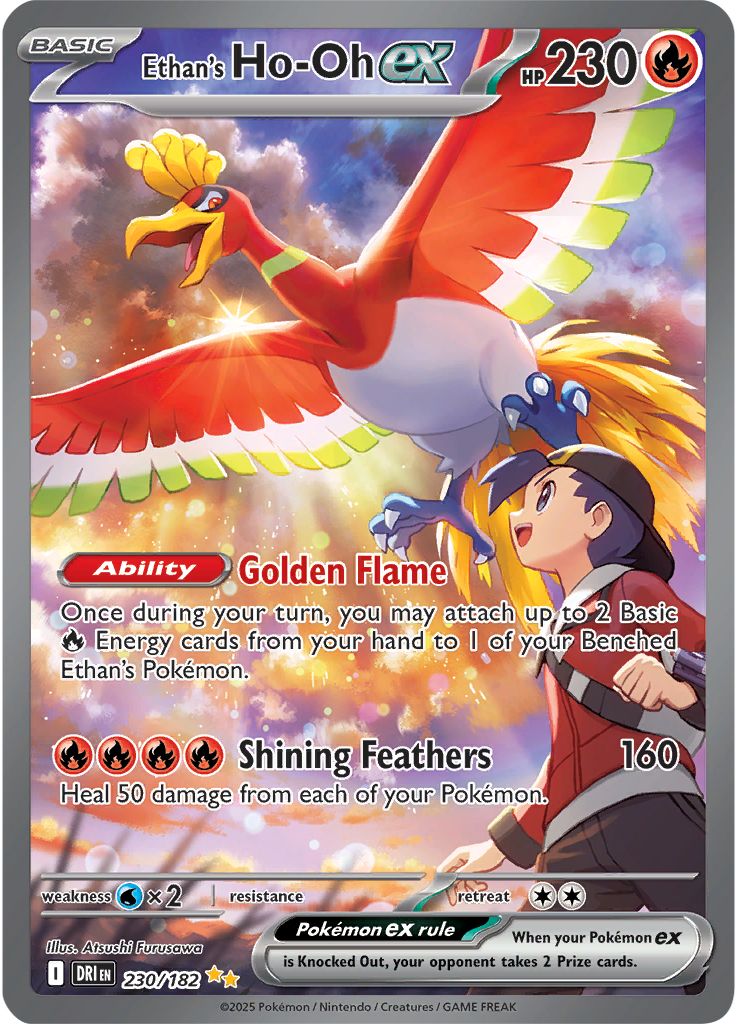 BASIC
Ethan's Ho-Oh ex HP 230
Ability Golden Flame
Once during your turn, you may attach up to 2 Basic
Energy cards from your hand to 1 of your Benched
Ethan's Pokémon.
Shining Feathers 160
Heal 50 damage from each of your Pokémon.
weakness ×2 resistance retreat
Pokémon ex rule When your Pokémon ex
is Knocked Out, your opponent takes 2 Prize cards.
Illus. Atsushi Furusawa
I DRI EN 230/182
©2025 Pokémon / Nintendo / Creatures / GAME FREAK